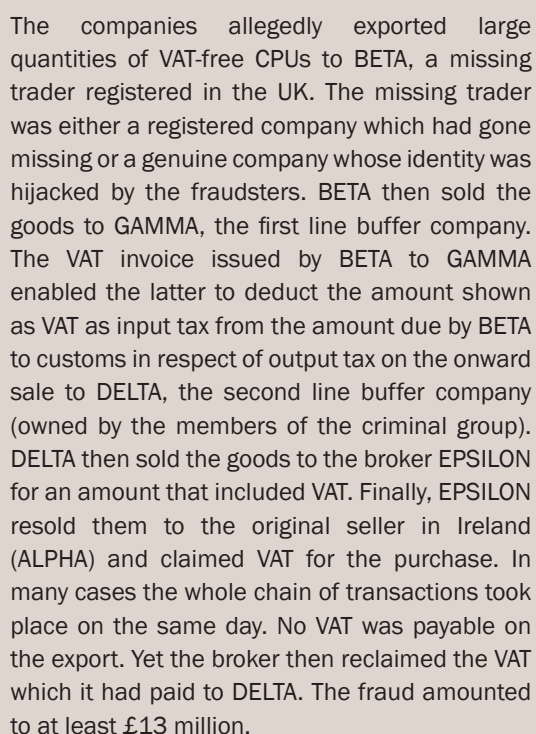 The companies allegedly exported large
quantities of VAT-free CPUs to BETA, a missing
trader registered in the UK. The missing trader
was either a registered company which had gone
missing or a genuine company whose identity was
hijacked by the fraudsters. BETA then sold the
goods to GAMMA, the first line buffer company.
The VAT invoice issued by BETA to GAMMA
enabled the latter to deduct the amount shown
as VAT as input tax from the amount due by BETA
to customs in respect of output tax on the onward
sale to DELTA, the second line buffer company
(owned by the members of the criminal group).
DELTA then sold the goods to the broker EPSILON
for an amount that included VAT. Finally, EPSILON
resold them to the original seller in Ireland
(ALPHA) and claimed VAT for the purchase. In
many cases the whole chain of transactions took
place on the same day. No VAT was payable on
the export. Yet the broker then reclaimed the VAT
which it had paid to DELTA. The fraud amounted
to at least £13 million.